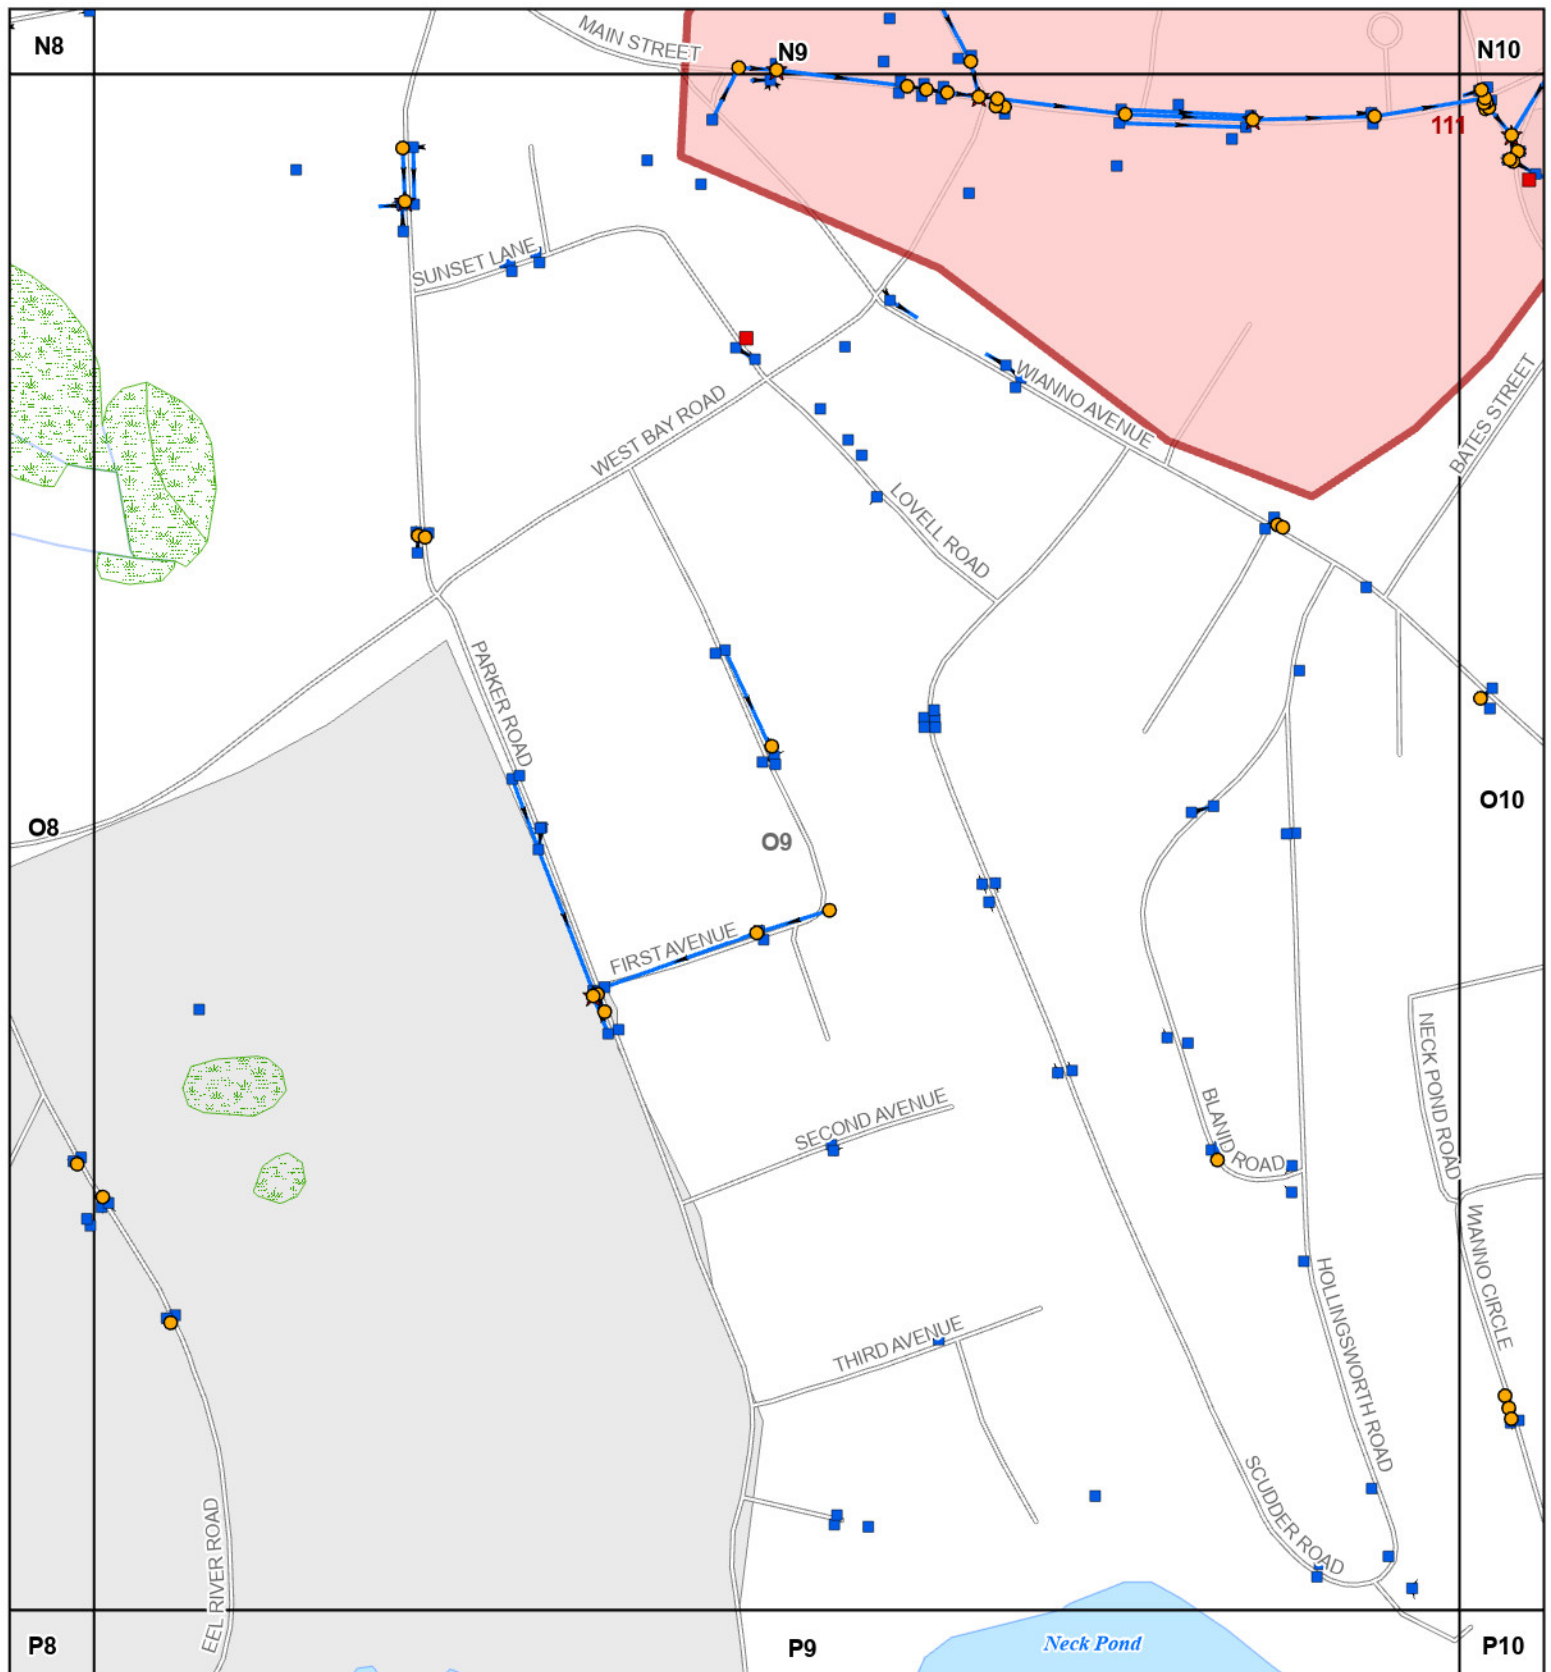 MAIN STREET
N8
N9
N10
111
SUNSET LANE
WIANNO AVENUE
BATES STREET
WEST BAY ROAD
LOVELL ROAD
PARKER ROAD
O8
O9
O10
FIRST AVENUE
NECK POND ROAD
SECOND AVENUE
BLANID ROAD
WIANNO CIRCLE
HOLLINGSWORTH ROAD
THIRD AVENUE
SCUDDER ROAD
EEL RIVER ROAD
P8
P9
Neck Pond
P10